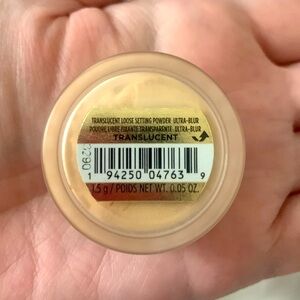 TRANSLUCENT LOOSE SETTING POWDER-ULTRA-BLUR
POUDRE LIBRE FIXANTE TRANSPARENTE-ULTRA-BLUR
TRANSLUCENT
1 94250 04763 9
1.5 g / POIDS NET WT. 0.05 OZ.